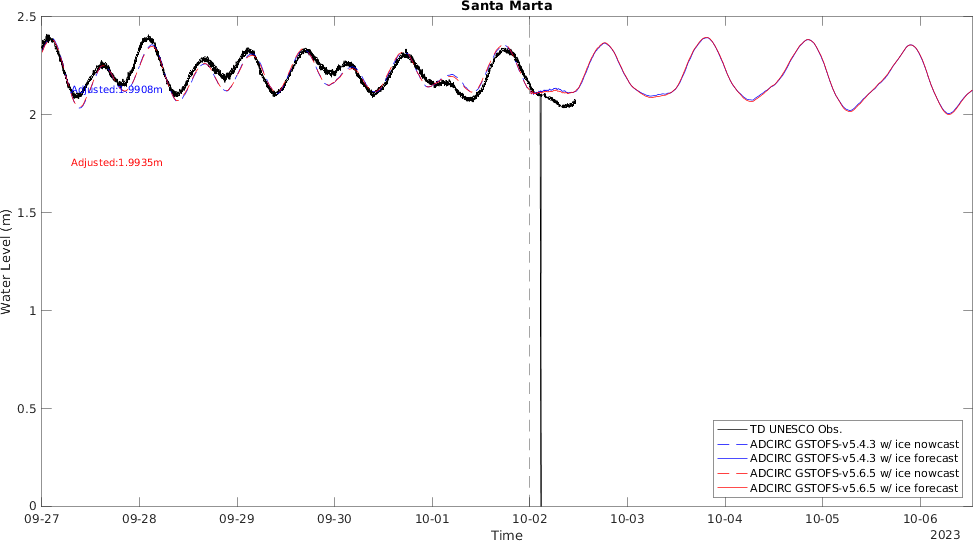 Santa Marta
2.5
2
1.5
1
0.5
0
Water Level (m)
Adjusted:1.9908m
Adjusted:1.9935m
TD UNESCO Obs.
ADCIRC GSTOFS-v5.4.3 w/ ice nowcast
ADCIRC GSTOFS-v5.4.3 w/ ice forecast
ADCIRC GSTOFS-v5.6.5 w/ ice nowcast
ADCIRC GSTOFS-v5.6.5 w/ ice forecast
09-27 09-28 09-29 09-30 10-01 10-02 10-03 10-04 10-05 10-06
Time
2023